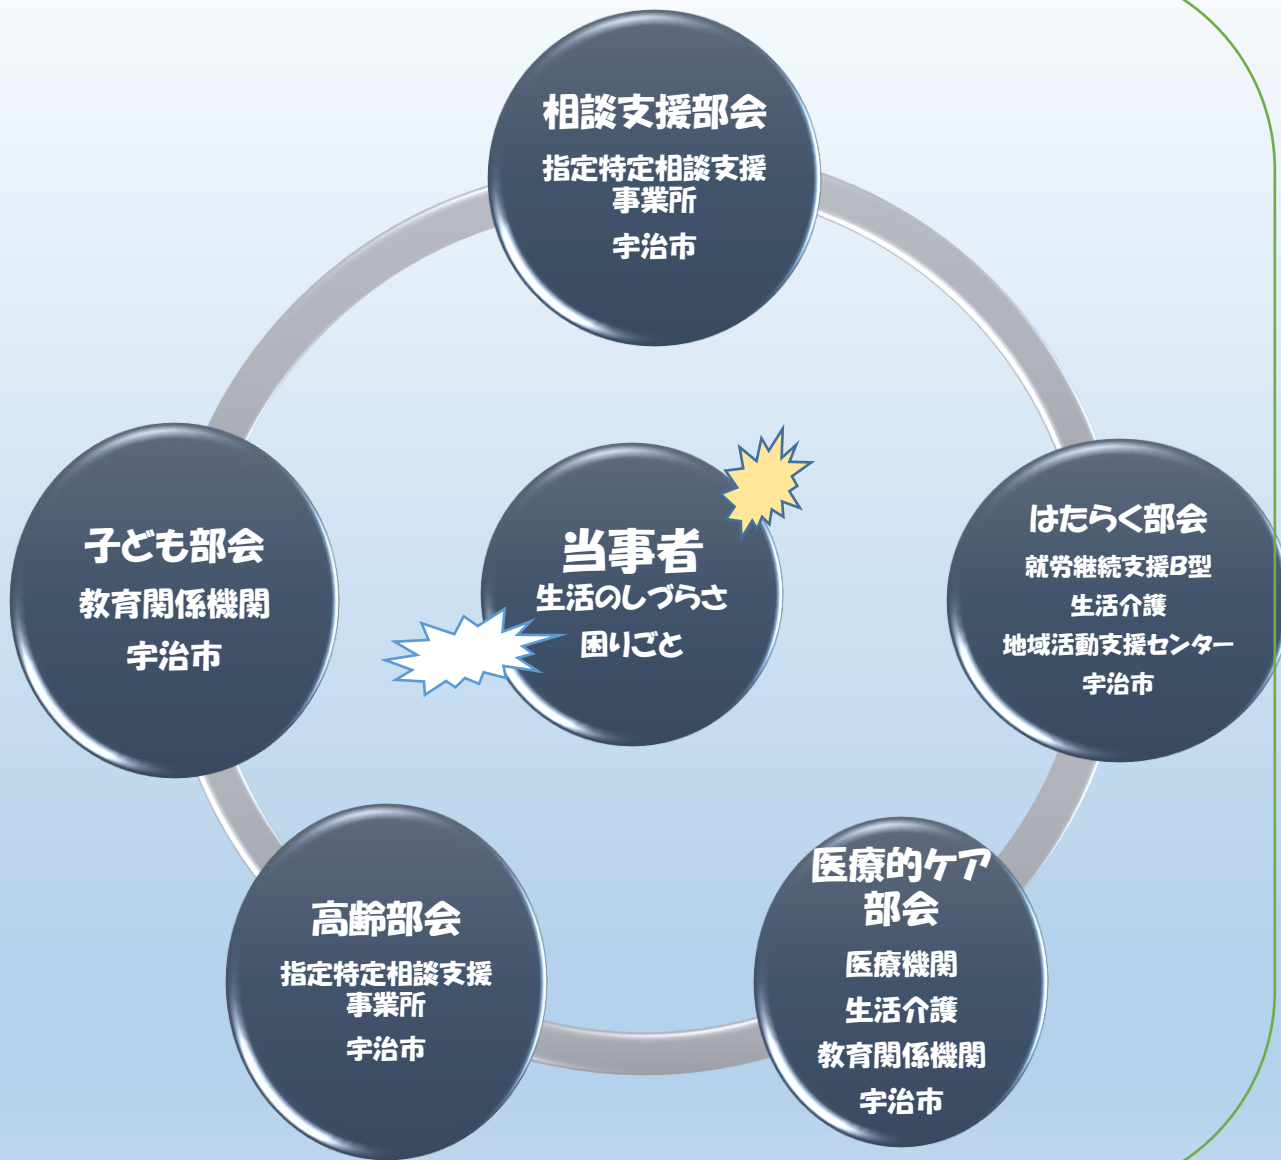 相談支援部会
指定特定相談支援
事業所
宇治市
子ども部会
教育関係機関
宇治市
当事者
生活のしづらさ
困りごと
はたらく部会
就労継続支援B型
生活介護
地域活動支援センター
宇治市
高齢部会
指定特定相談支援
事業所
宇治市
医療的ケア
部会
医療機関
生活介護
教育関係機関
宇治市